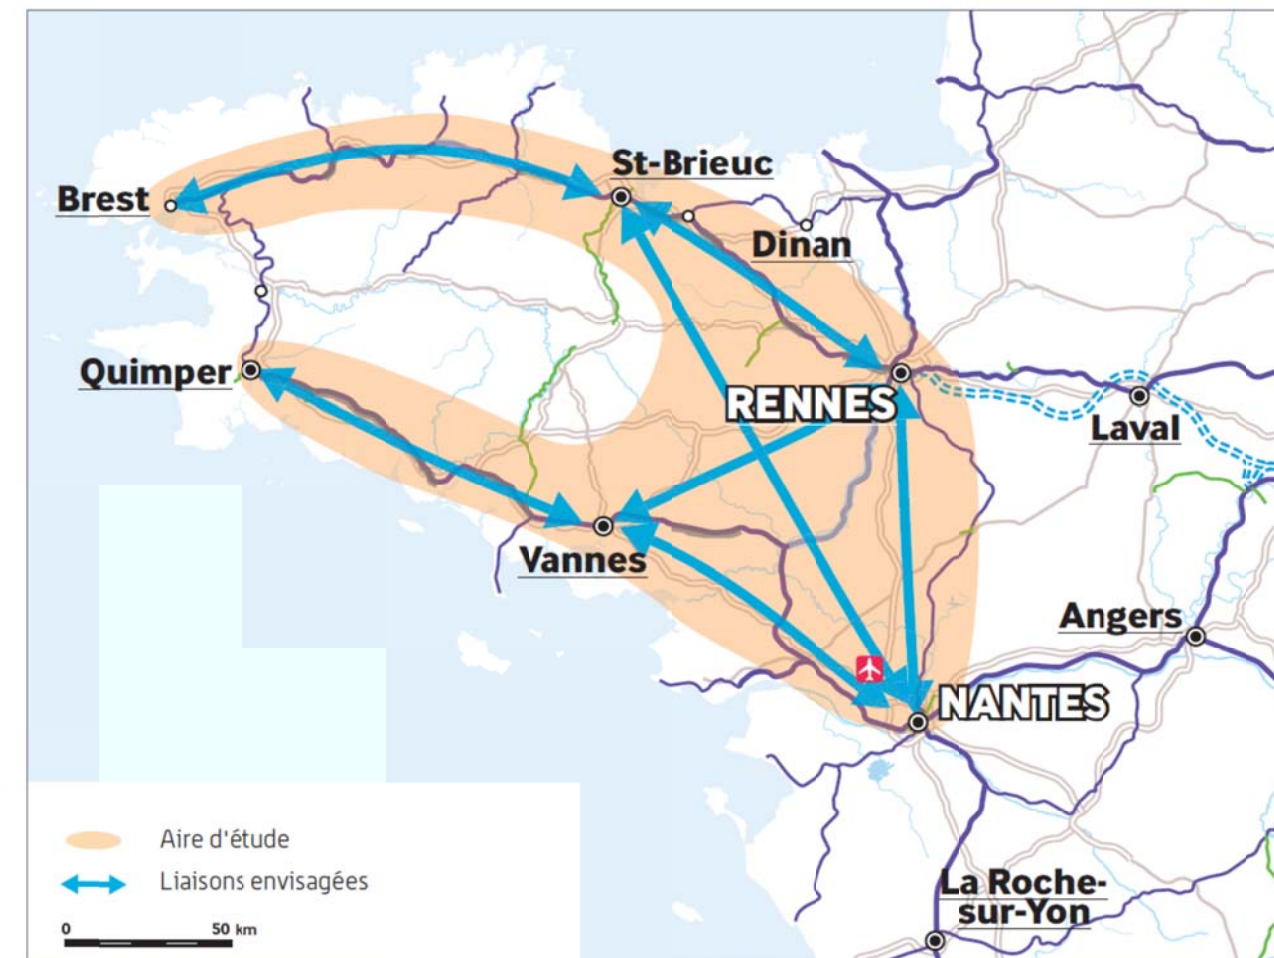 St-Brieuc
Brest
Dinan
Quimper
RENNES
Laval
Vannes
Angers
NANTES
Aire d'étude
Liaisons envisagées
La Roche-
sur-Yon
0 50 km